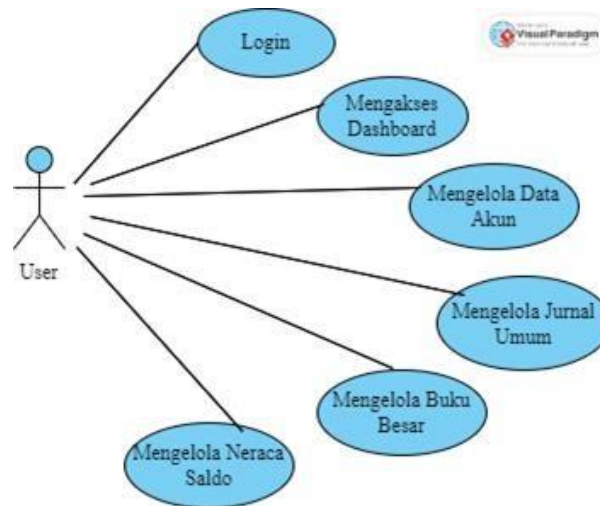 Login
Visual Paradigm
Mengakses
Dashboard
Mengelola Data
Akun
User
Mengelola Jurnal
Umum
Mengelola Buku
Besar
Mengelola Neraca
Saldo